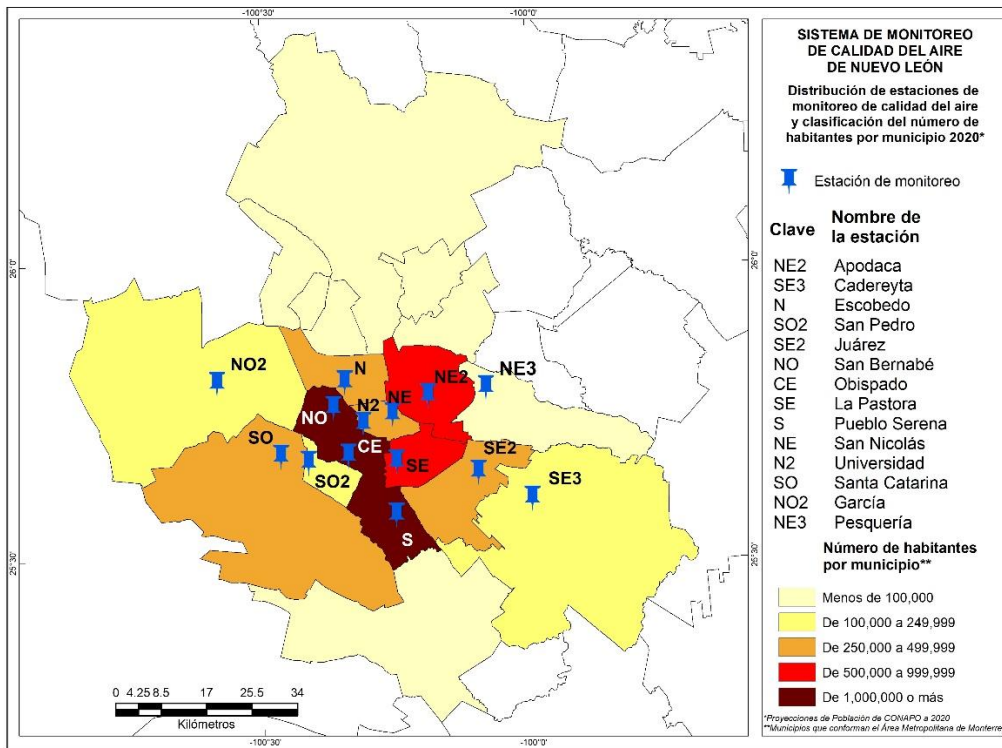 -100°30'
-100°0'
SISTEMA DE MONITOREO
DE CALIDAD DEL AIRE
DE NUEVO LEÓN
Distribución de estaciones de
monitoreo de calidad del aire
y clasificación del número de
habitantes por municipio 2020*
Estación de monitoreo
Clave Nombre de
la estación
NE2 Apodaca
SE3 Cadereyta
N Escobedo
SO2 San Pedro
SE2 Juárez
NO San Bernabé
CE Obispado
SE La Pastora
S Pueblo Serena
NE San Nicolás
N2 Universidad
SO Santa Catarina
NO2 García
NE3 Pesquería
Número de habitantes
por municipio**
Menos de 100,000
De 100,000 a 249,999
De 250,000 a 499,999
De 500,000 a 999,999
De 1,000,000 o más
*Proyecciones de Población de CONAPO a 2020
**Municipios que conforman el Área Metropolitana de Monterre
26°0'
26°0'
NO2
N
NE2
NE3
NE
NO
N2
SO
CE
SE2
SE
SO2
SE3
S
25°30'
25°30'
0 4.25 8.5 17 25.5 34
Kilómetros
-100°30'
-100°0'